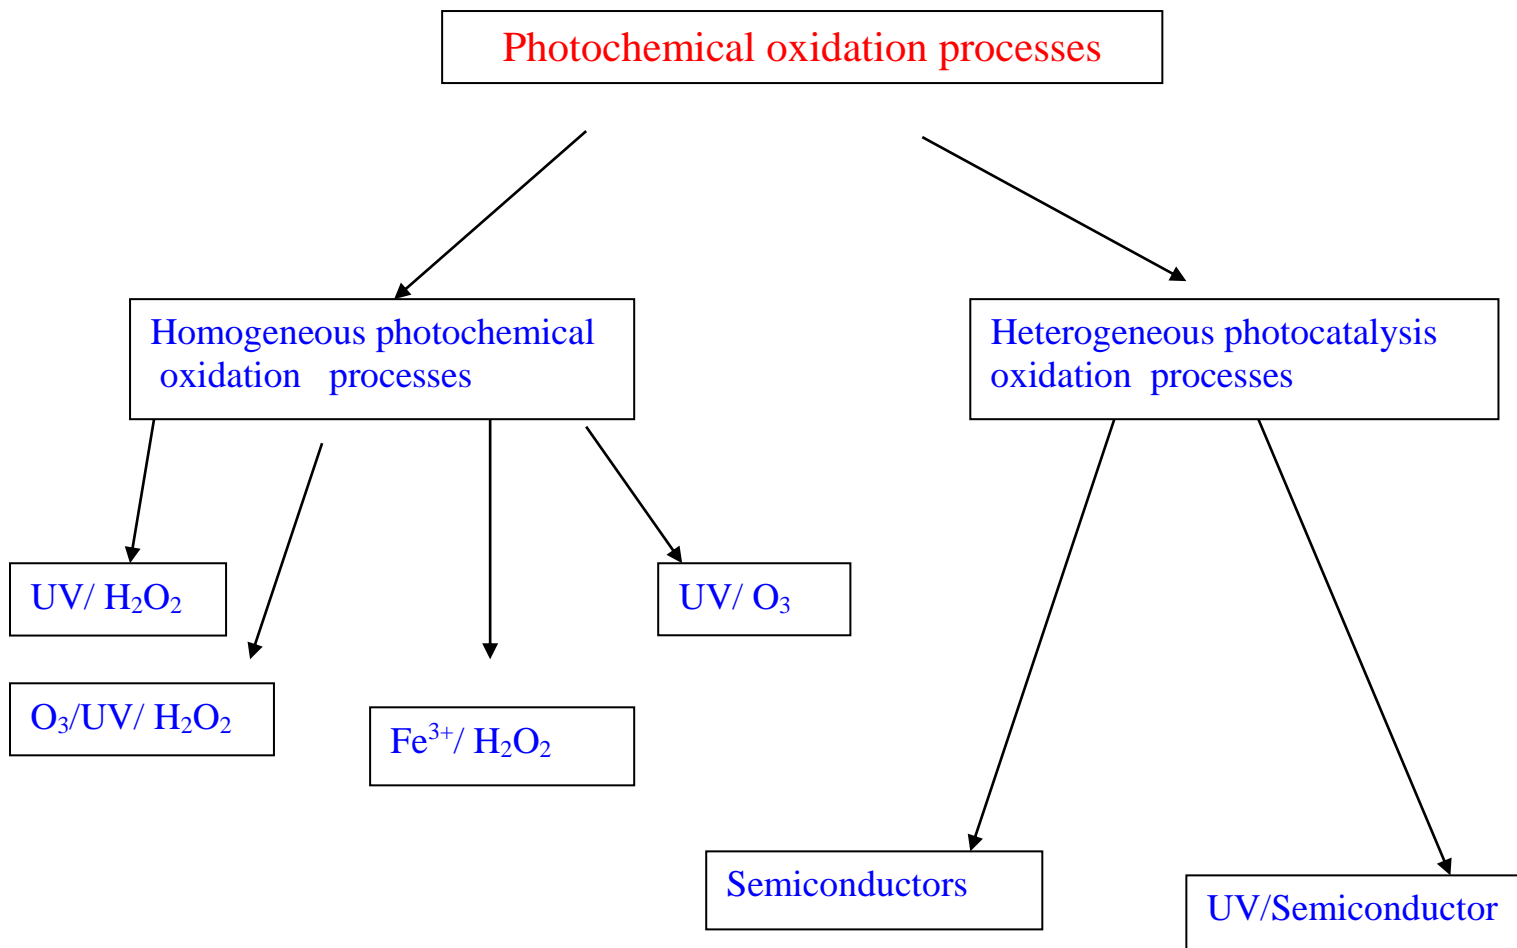 Photochemical oxidation processes
Homogeneous photochemical
oxidation processes
Heterogeneous photocatalysis
oxidation processes
UV/ H₂O₂
UV/ O₃
O₃/UV/ H₂O₂
Fe³⁺/ H₂O₂
Semiconductors
UV/Semiconductor